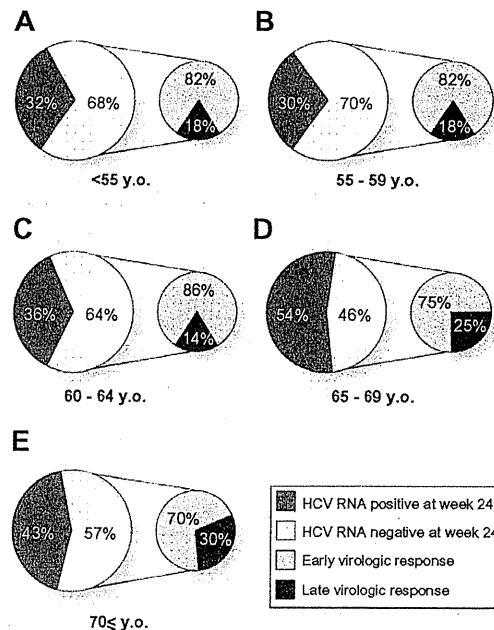 A
B
32%
68%
82%
18%
<55 y.o.
30%
70%
82%
18%
55 - 59 y.o.
C
D
36%
64%
86%
14%
60 - 64 y.o.
54%
46%
75%
25%
65 - 69 y.o.
E
43%
57%
70%
30%
70≤ y.o.
HCV RNA positive at week 24
HCV RNA negative at week 24
Early virologic response
Late virologic response